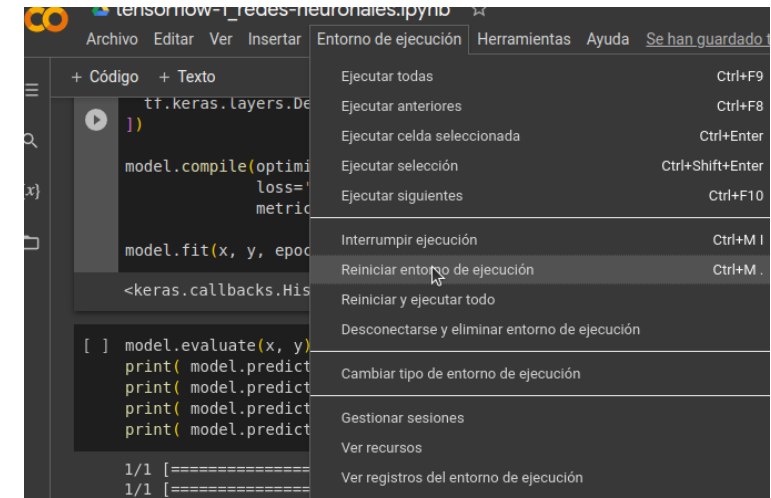 tensorflow-1_redes-neuronales.ipynb
Archivo Editar Ver Insertar Entorno de ejecución Herramientas Ayuda Se han guardado t
+ Código + Texto
tf.keras.layers.De
])
model.compile(optimi
loss='
metric
model.fit(x, y, epoc
<keras.callbacks.His
[ ] model.evaluate(x, y)
print( model.predict
print( model.predict
print( model.predict
print( model.predict
1/1 [===============
1/1 [===============
{x}
Ejecutar todas Ctrl+F9
Ejecutar anteriores Ctrl+F8
Ejecutar celda seleccionada Ctrl+Enter
Ejecutar selección Ctrl+Shift+Enter
Ejecutar siguientes Ctrl+F10
Interrumpir ejecución Ctrl+M I
Reiniciar entorno de ejecución Ctrl+M .
Reiniciar y ejecutar todo
Desconectarse y eliminar entorno de ejecución
Cambiar tipo de entorno de ejecución
Gestionar sesiones
Ver recursos
Ver registros del entorno de ejecución